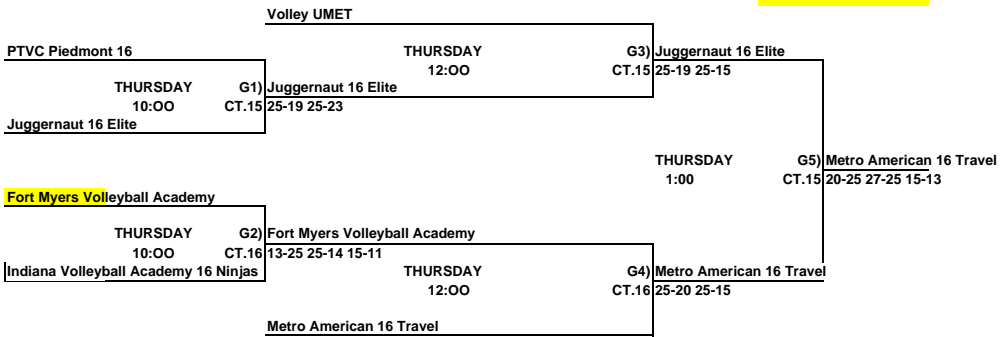 Volley UMET
PTVC Piedmont 16 THURSDAY G3) Juggernaut 16 Elite
12:OO CT.15 25-19 25-15
THURSDAY G1) Juggernaut 16 Elite
10:OO CT.15 25-19 25-23
Juggernaut 16 Elite
THURSDAY G5) Metro American 16 Travel
1:00 CT.15 20-25 27-25 15-13
Fort Myers Volleyball Academy
THURSDAY G2) Fort Myers Volleyball Academy
10:OO CT.16 13-25 25-14 15-11
Indiana Volleyball Academy 16 Ninjas THURSDAY G4) Metro American 16 Travel
12:OO CT.16 25-20 25-15
Metro American 16 Travel